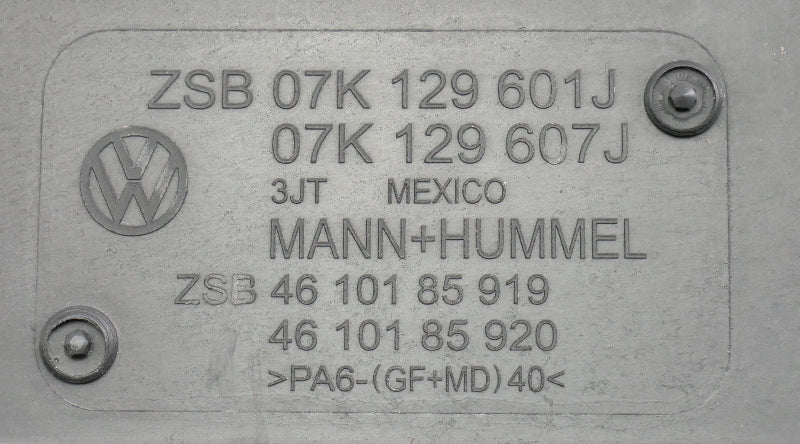 ZSB 07K 129 601J
07K 129 607J
3JT MEXICO
MANN+HUMMEL
ZSB 46 101 85 919
46 101 85 920
>PA6-(GF+MD)40<